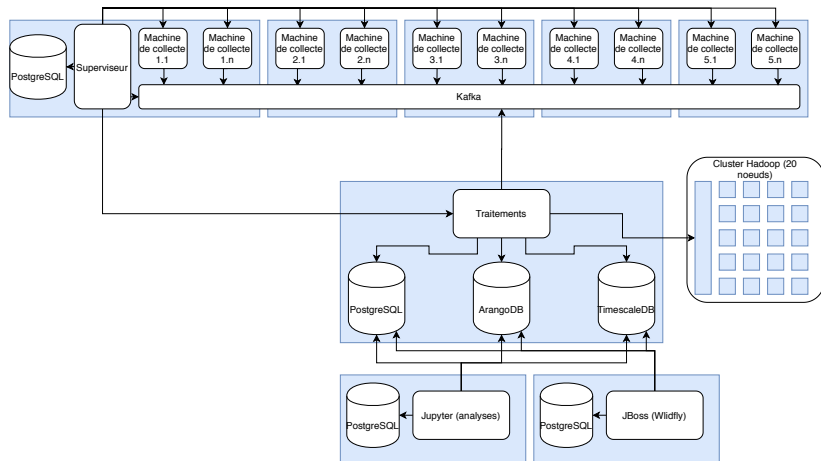 Machine
de collecte
1.1
Machine
de collecte
1.n
Machine
de collecte
2.1
Machine
de collecte
2.n
Machine
de collecte
3.1
Machine
de collecte
3.n
Machine
de collecte
4.1
Machine
de collecte
4.n
Machine
de collecte
5.1
Machine
de collecte
5.n
PostgreSQL
Superviseur
Kafka
Cluster Hadoop (20
noeuds)
Traitements
PostgreSQL
ArangoDB
TimescaleDB
PostgreSQL
Jupyter (analyses)
PostgreSQL
JBoss (Wlidfly)